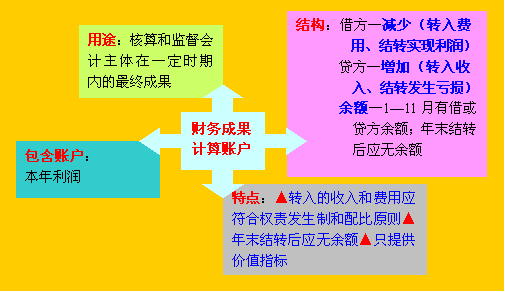 用途：核算和监督会
计主体在一定时期
内的最终成果
结构：借方—减少（转入费
用、结转实现利润）
贷方—增加（转入收
入、结转发生亏损）
余额—1—11月有借或
贷方余额；年末结转
后应无余额
财务成果
计算账户
包含账户：
本年利润
特点：▲转入的收入和费用应
符合权责发生制和配比原则▲
年末结转后应无余额▲只提供
价值指标